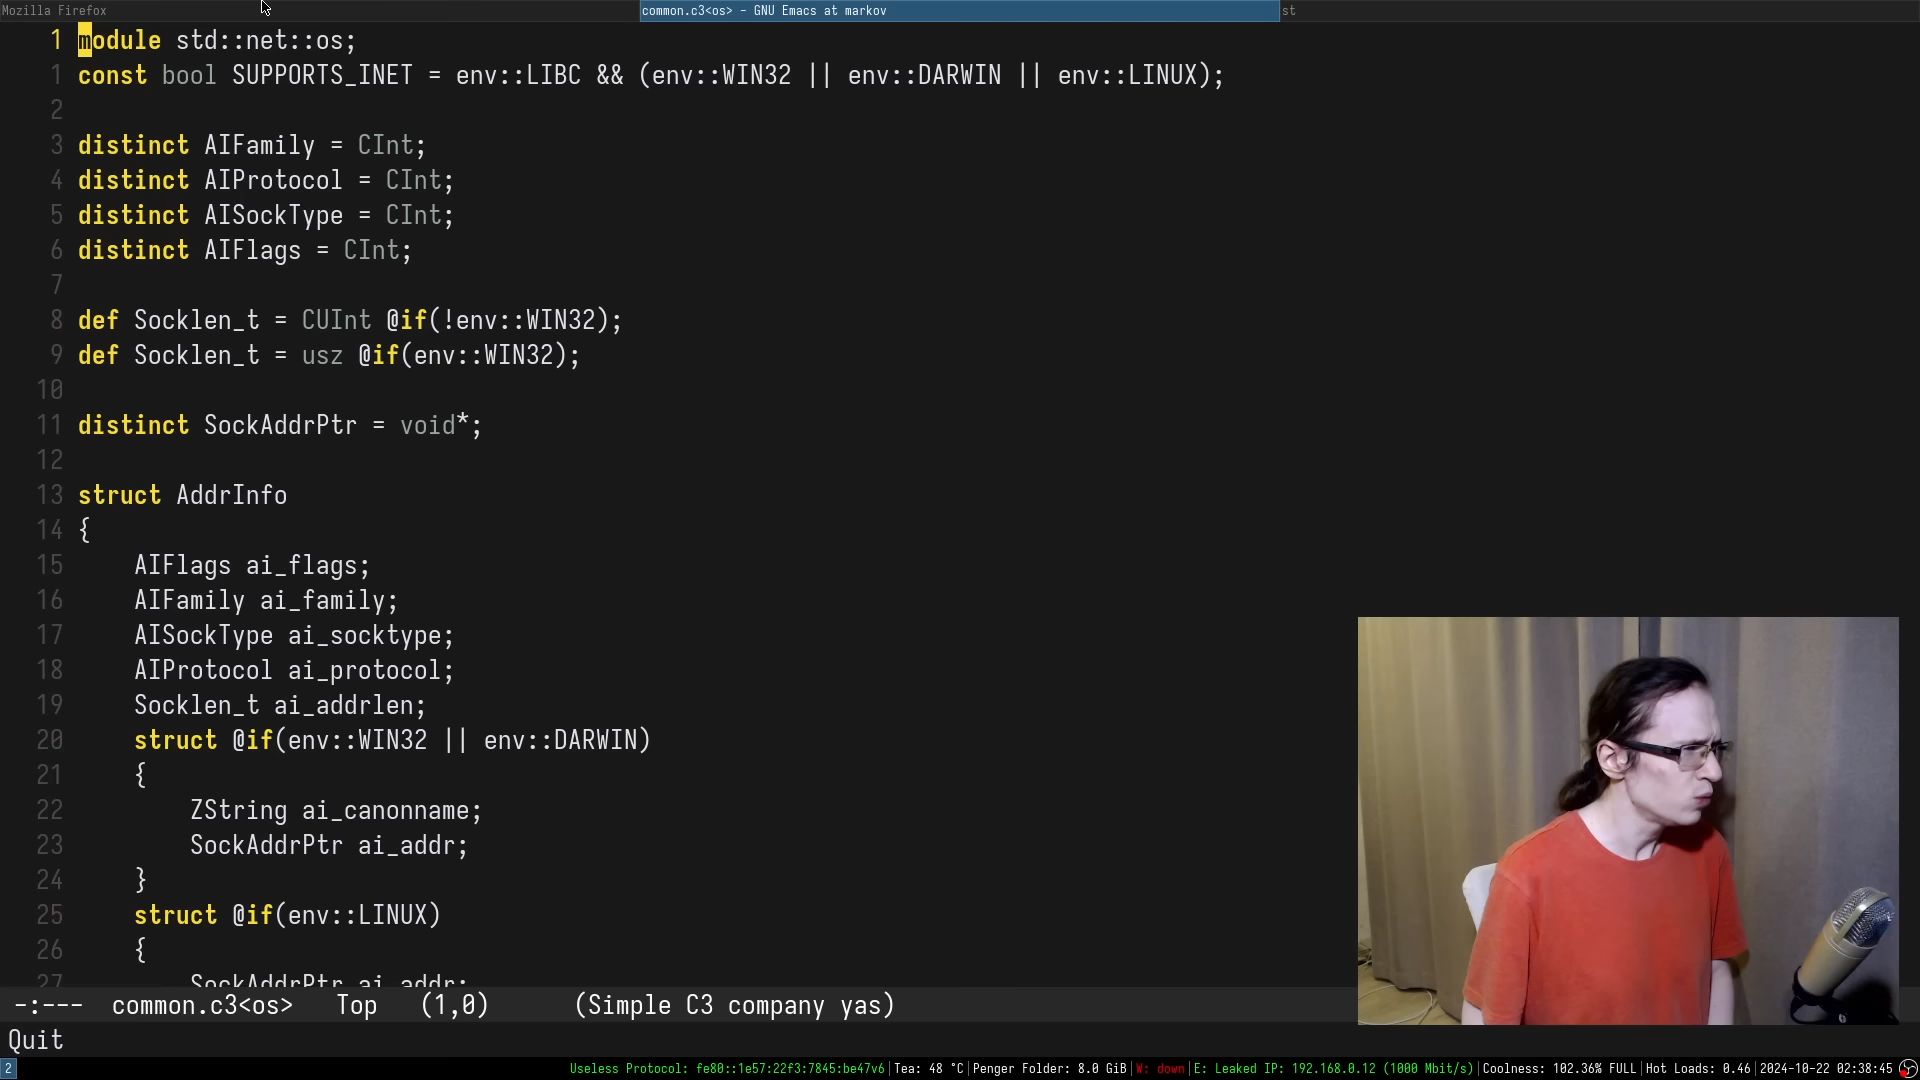 Mozilla Firefox
common.c3<os> - GNU Emacs at markov
st
1 module std::net::os;
1 const bool SUPPORTS_INET = env::LIBC && (env::WIN32 || env::DARWIN || env::LINUX);
2
3 distinct AIFamily = CInt;
4 distinct AIProtocol = CInt;
5 distinct AISockType = CInt;
6 distinct AIFlags = CInt;
7
8 def Socklen_t = CUInt @if(!env::WIN32);
9 def Socklen_t = usz @if(env::WIN32);
10
11 distinct SockAddrPtr = void*;
12
13 struct AddrInfo
14 {
15 AIFlags ai_flags;
16 AIFamily ai_family;
17 AISockType ai_socktype;
18 AIProtocol ai_protocol;
19 Socklen_t ai_addrlen;
20 struct @if(env::WIN32 || env::DARWIN)
21 {
22 ZString ai_canonname;
23 SockAddrPtr ai_addr;
24 }
25 struct @if(env::LINUX)
26 {
27 SockAddrPtr ai_addr;
-:--- common.c3<os> Top (1,0) (Simple C3 company yas)
Quit
2 Useless Protocol: fe80::1e57:22f3:7845:be47v6|Tea: 48 °C|Penger Folder: 8.0 GiB|W: down|E: Leaked IP: 192.168.0.12 (1000 Mbit/s)|Coolness: 102.36% FULL|Hot Loads: 0.46|2024-10-22 02:38:45